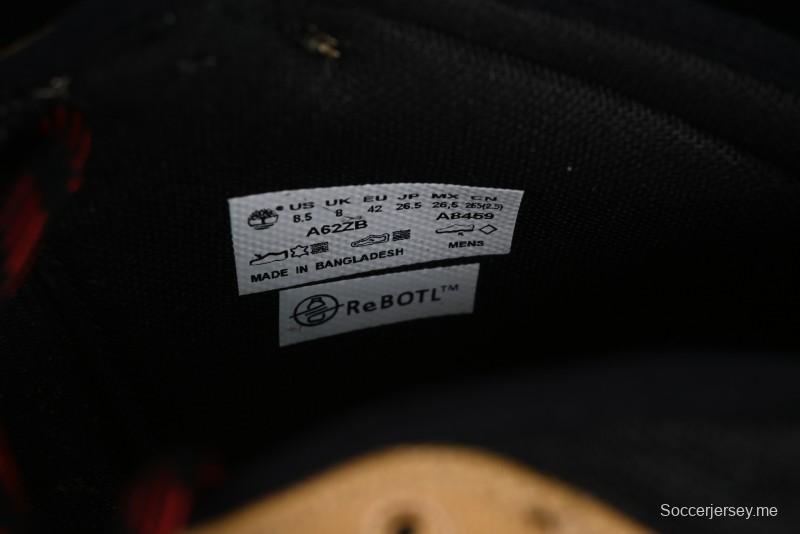 ® US UK EU JP MX CN
8.5 8 42 26.5 26,5 265(2.5)
A62ZB A8469
MENS
MADE IN BANGLADESH
ReBOTL™
Soccerjersey.me